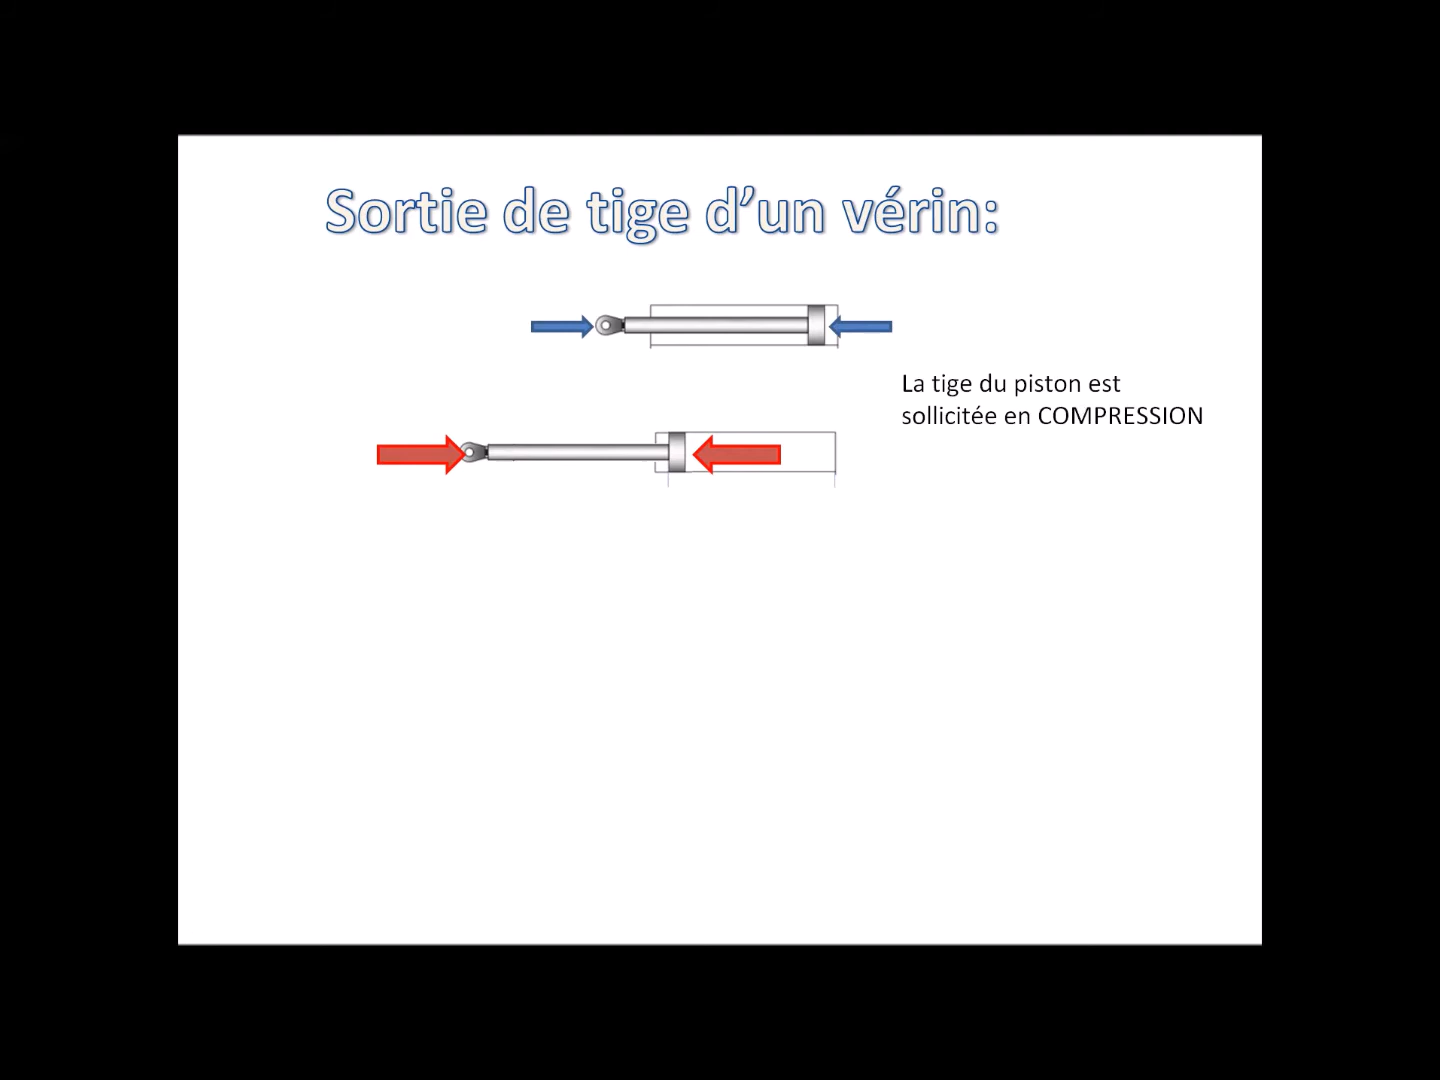 Sortie de tige d’un vérin:
La tige du piston est
sollicitée en COMPRESSION